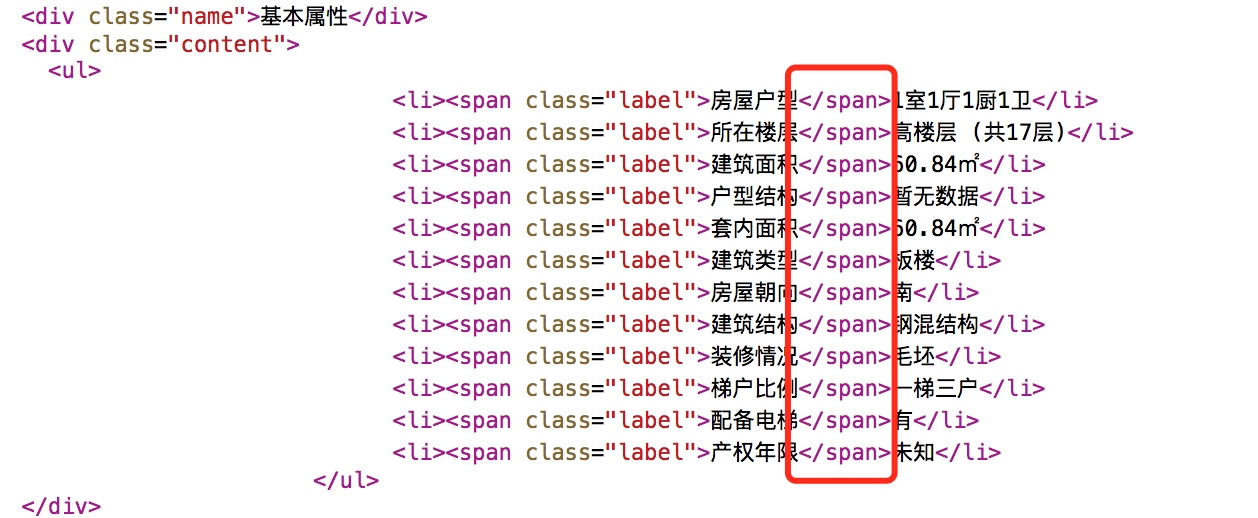 <div class="name">基本属性</div>
<div class="content">
<ul>
<li><span class="label">房屋户型</span>1室1厅1厨1卫</li>
<li><span class="label">所在楼层</span>高楼层 (共17层)</li>
<li><span class="label">建筑面积</span>60.84㎡</li>
<li><span class="label">户型结构</span>暂无数据</li>
<li><span class="label">套内面积</span>60.84㎡</li>
<li><span class="label">建筑类型</span>板楼</li>
<li><span class="label">房屋朝向</span>南</li>
<li><span class="label">建筑结构</span>钢混结构</li>
<li><span class="label">装修情况</span>毛坯</li>
<li><span class="label">梯户比例</span>一梯三户</li>
<li><span class="label">配备电梯</span>有</li>
<li><span class="label">产权年限</span>未知</li>
</ul>
</div>